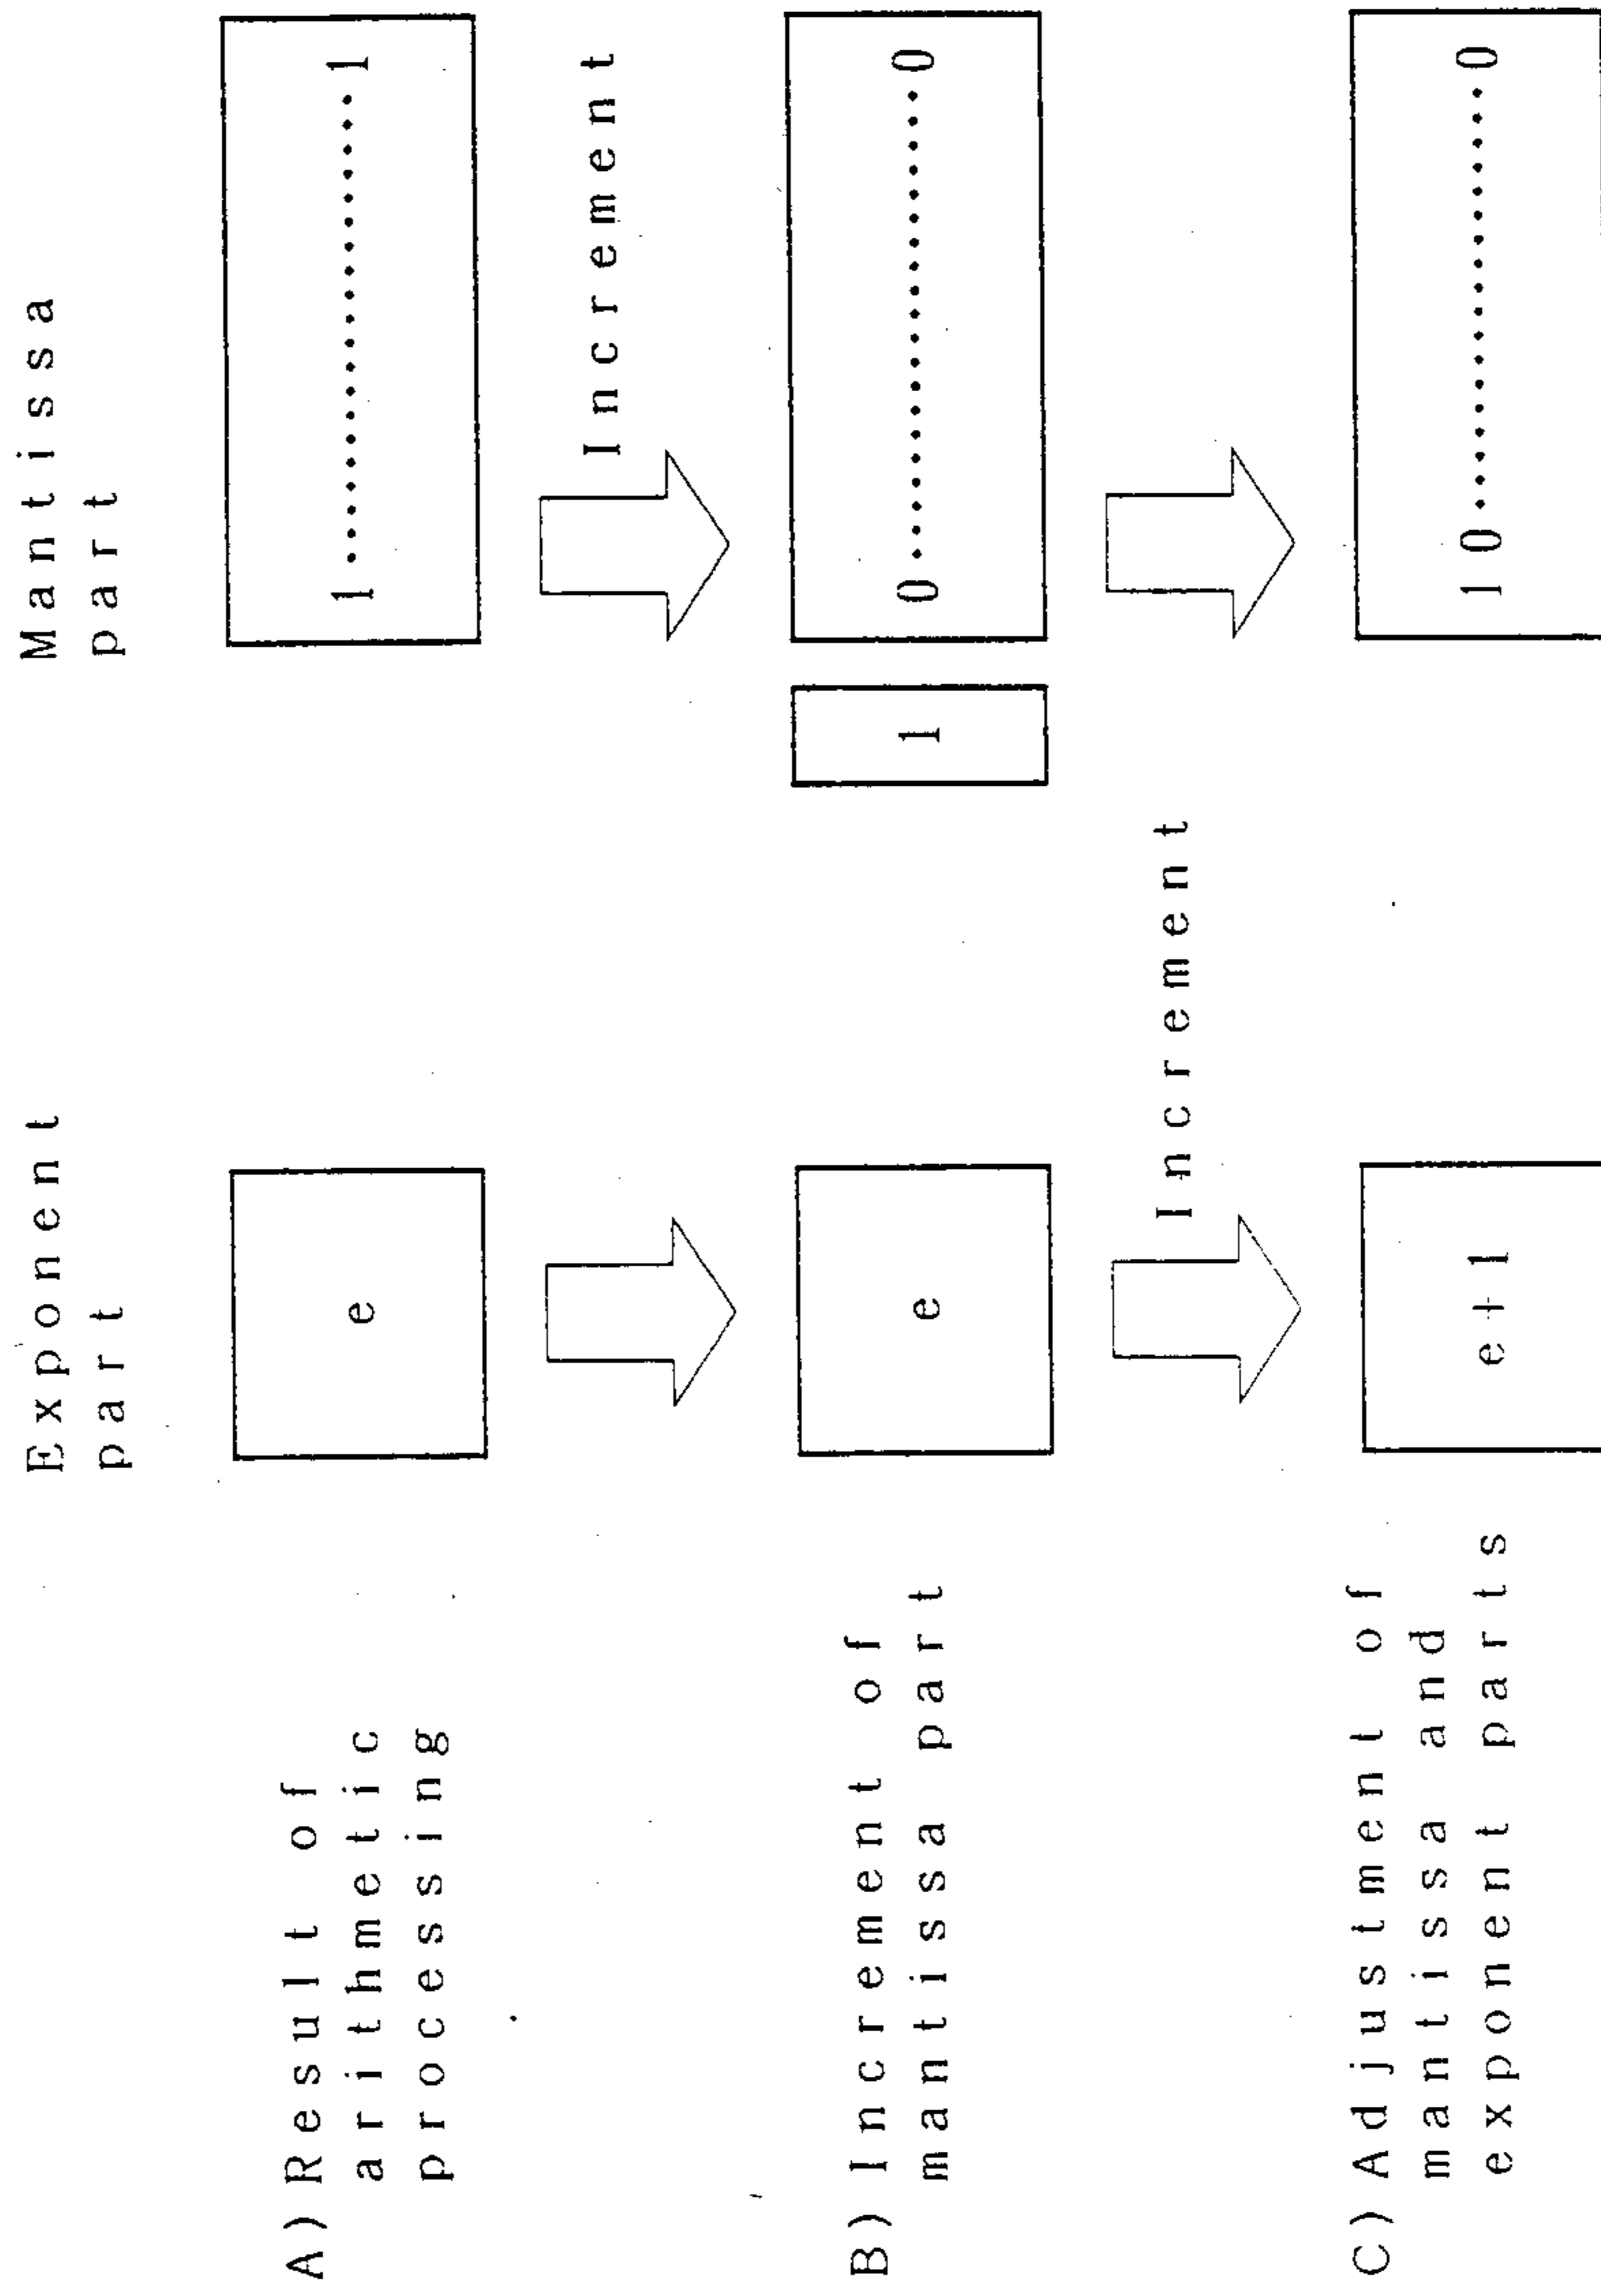 Exponent
part
Mantissa
part
A) Result of
arithmetic
processing
e
1···················1
Increment
B) Increment of
mantissa part
e
1
0···················0
Increment
C) Adjustment of
mantissa and
exponent parts
e+1
10··················0